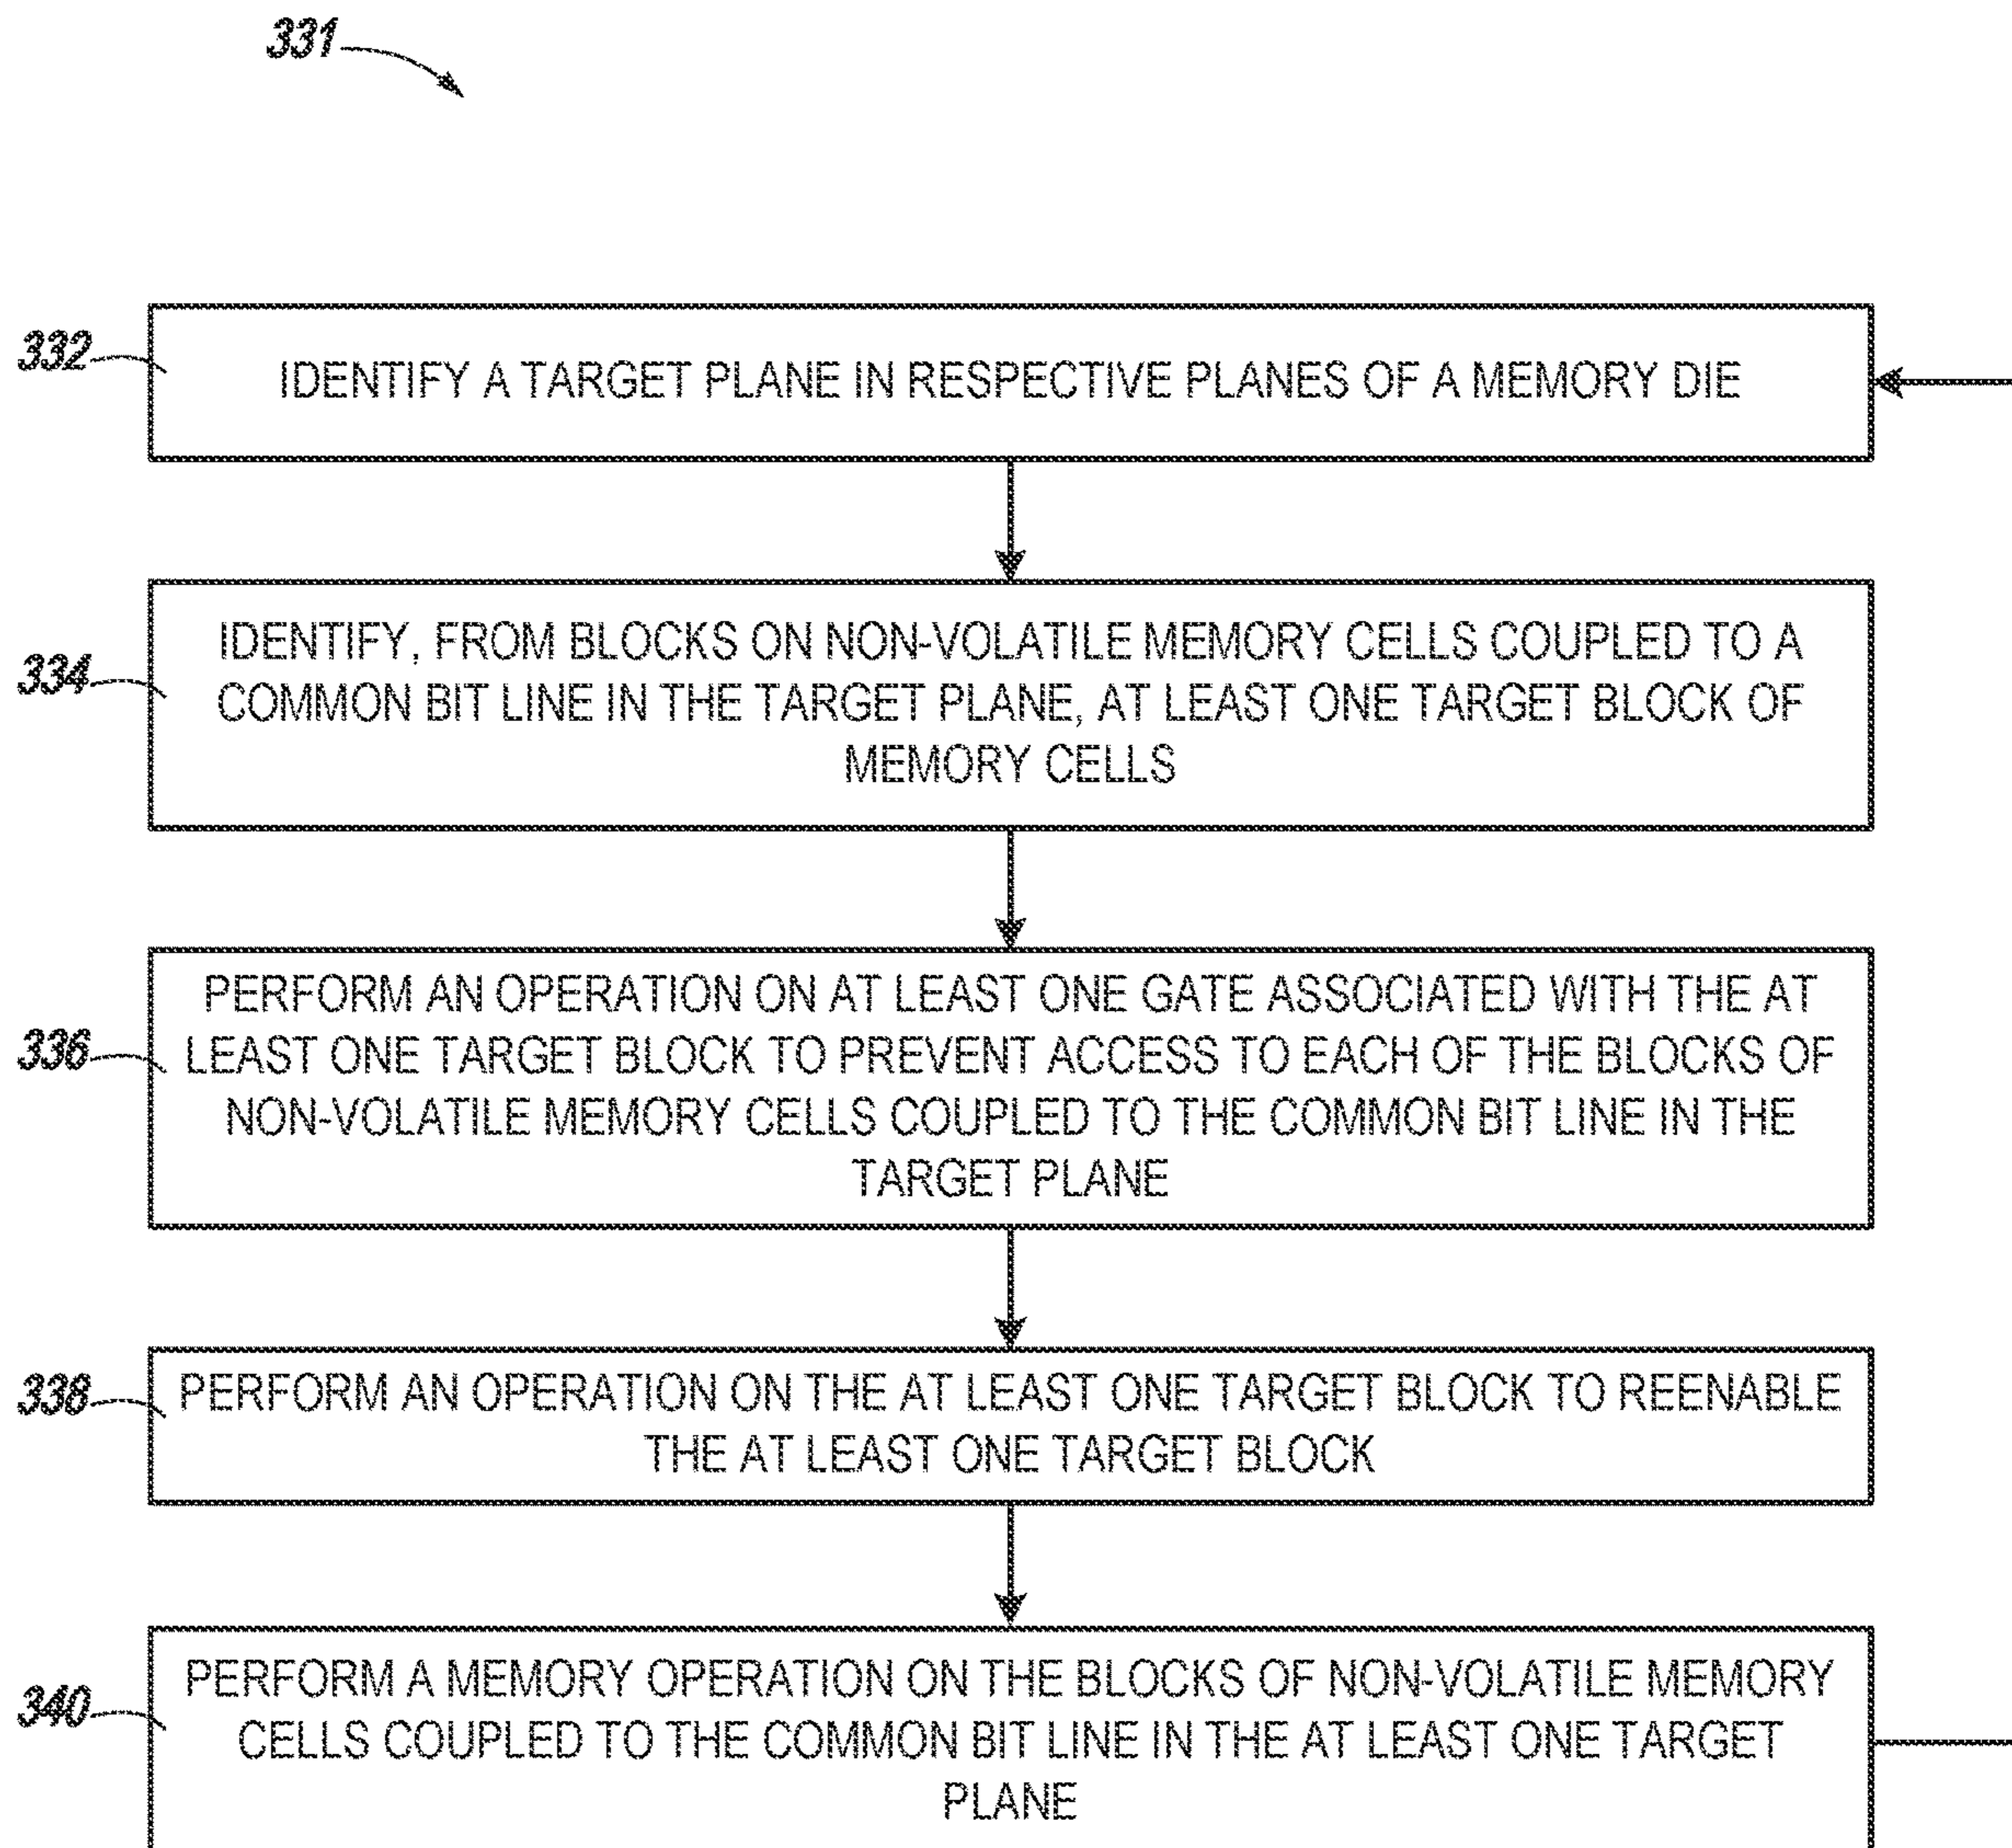 331
332
IDENTIFY A TARGET PLANE IN RESPECTIVE PLANES OF A MEMORY DIE
334
IDENTIFY, FROM BLOCKS ON NON-VOLATILE MEMORY CELLS COUPLED TO A
COMMON BIT LINE IN THE TARGET PLANE, AT LEAST ONE TARGET BLOCK OF
MEMORY CELLS
336
PERFORM AN OPERATION ON AT LEAST ONE GATE ASSOCIATED WITH THE AT
LEAST ONE TARGET BLOCK TO PREVENT ACCESS TO EACH OF THE BLOCKS OF
NON-VOLATILE MEMORY CELLS COUPLED TO THE COMMON BIT LINE IN THE
TARGET PLANE
338
PERFORM AN OPERATION ON THE AT LEAST ONE TARGET BLOCK TO REENABLE
THE AT LEAST ONE TARGET BLOCK
340
PERFORM A MEMORY OPERATION ON THE BLOCKS OF NON-VOLATILE MEMORY
CELLS COUPLED TO THE COMMON BIT LINE IN THE AT LEAST ONE TARGET
PLANE